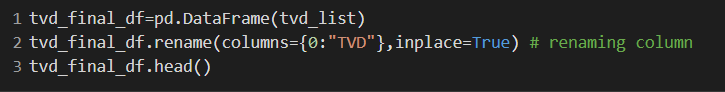 1 tvd_final_df=pd.DataFrame(tvd_list)
2 tvd_final_df.rename(columns={0:"TVD"},inplace=True) # renaming column
3 tvd_final_df.head()